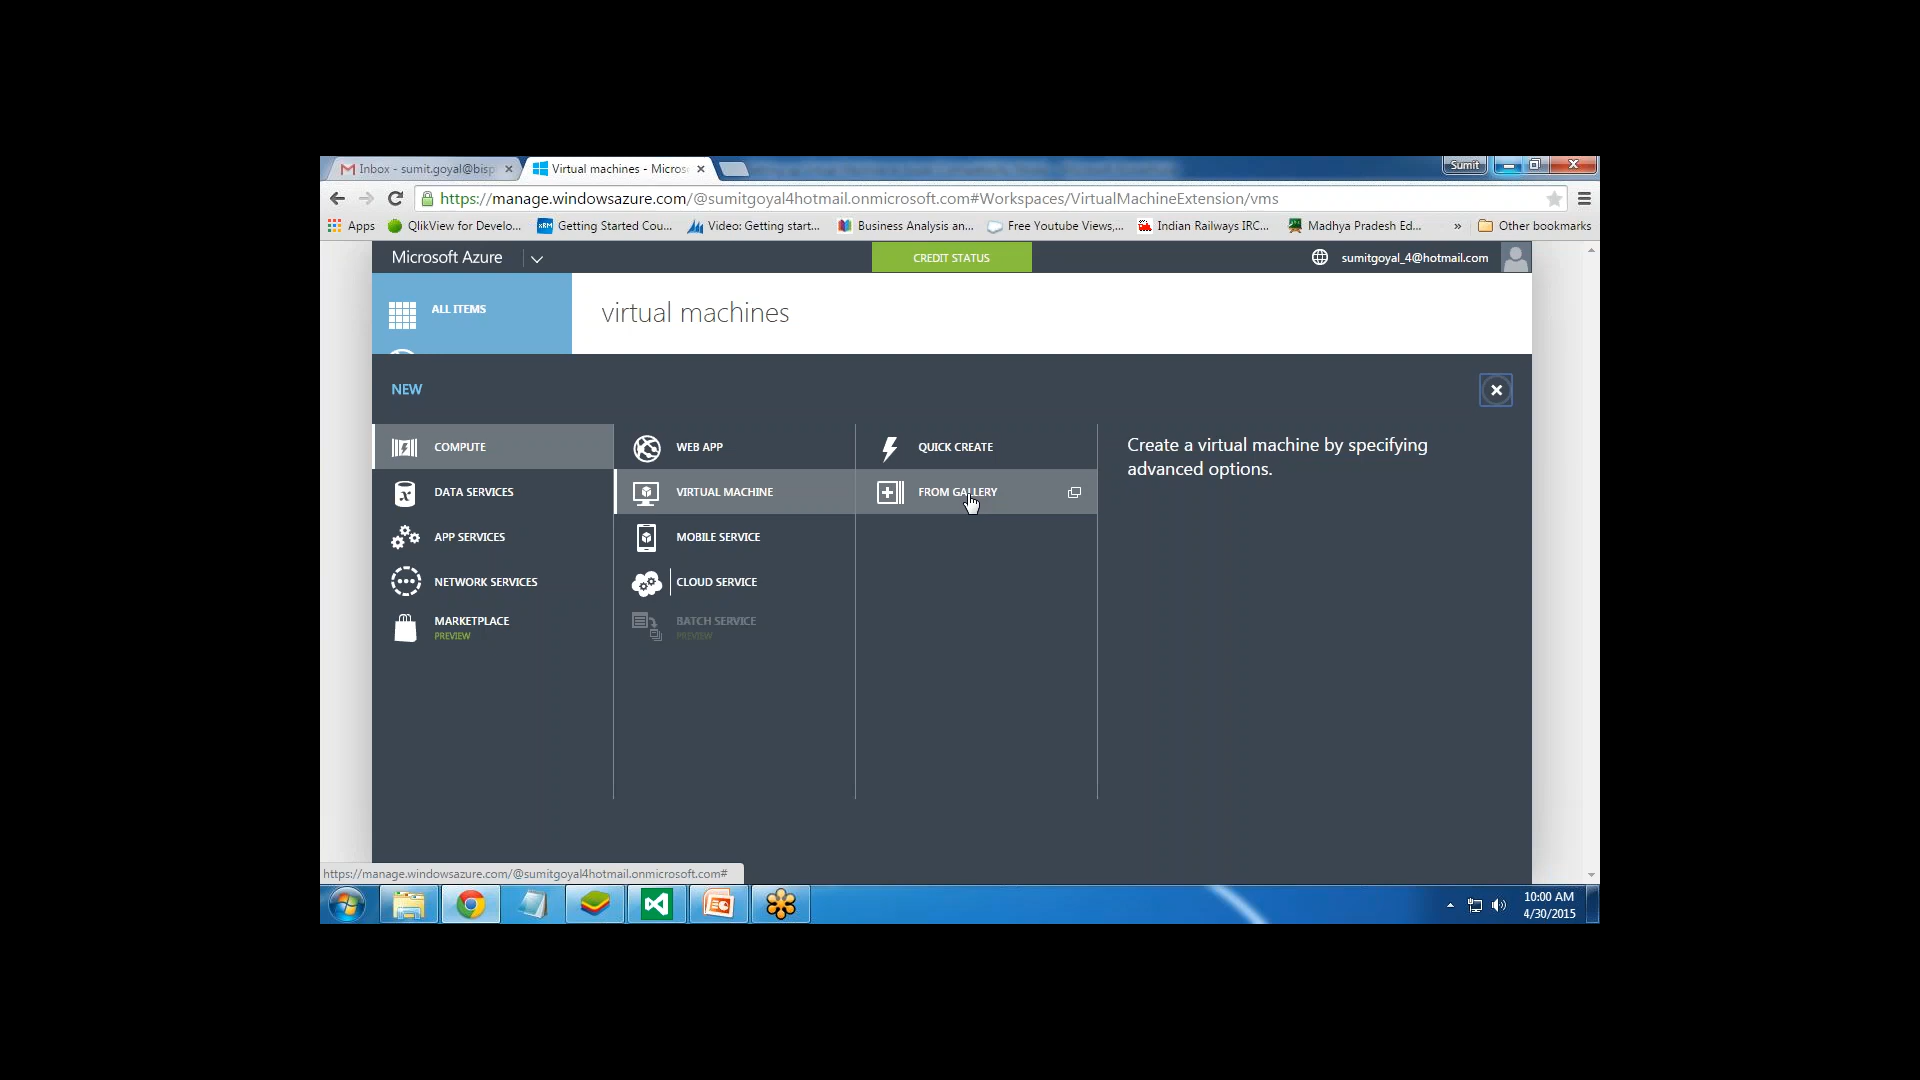 Inbox - sumit.goyal@bisp
Virtual machines - Micros
Sumit
https://manage.windowsazure.com/@sumitgoyal4hotmail.onmicrosoft.com#Workspaces/VirtualMachineExtension/vms
Apps
QlikView for Develo...
xRM
Getting Started Cou...
Video: Getting start...
Business Analysis an...
Free Youtube Views,...
Indian Railways IRC...
Madhya Pradesh Ed...
»
Other bookmarks
Microsoft Azure
CREDIT STATUS
sumitgoyal_4@hotmail.com
ALL ITEMS
virtual machines
NEW
COMPUTE
WEB APP
QUICK CREATE
Create a virtual machine by specifying
advanced options.
DATA SERVICES
VIRTUAL MACHINE
FROM GALLERY
APP SERVICES
MOBILE SERVICE
NETWORK SERVICES
CLOUD SERVICE
MARKETPLACE
PREVIEW
BATCH SERVICE
PREVIEW
https://manage.windowsazure.com/@sumitgoyal4hotmail.onmicrosoft.com#
10:00 AM
4/30/2015